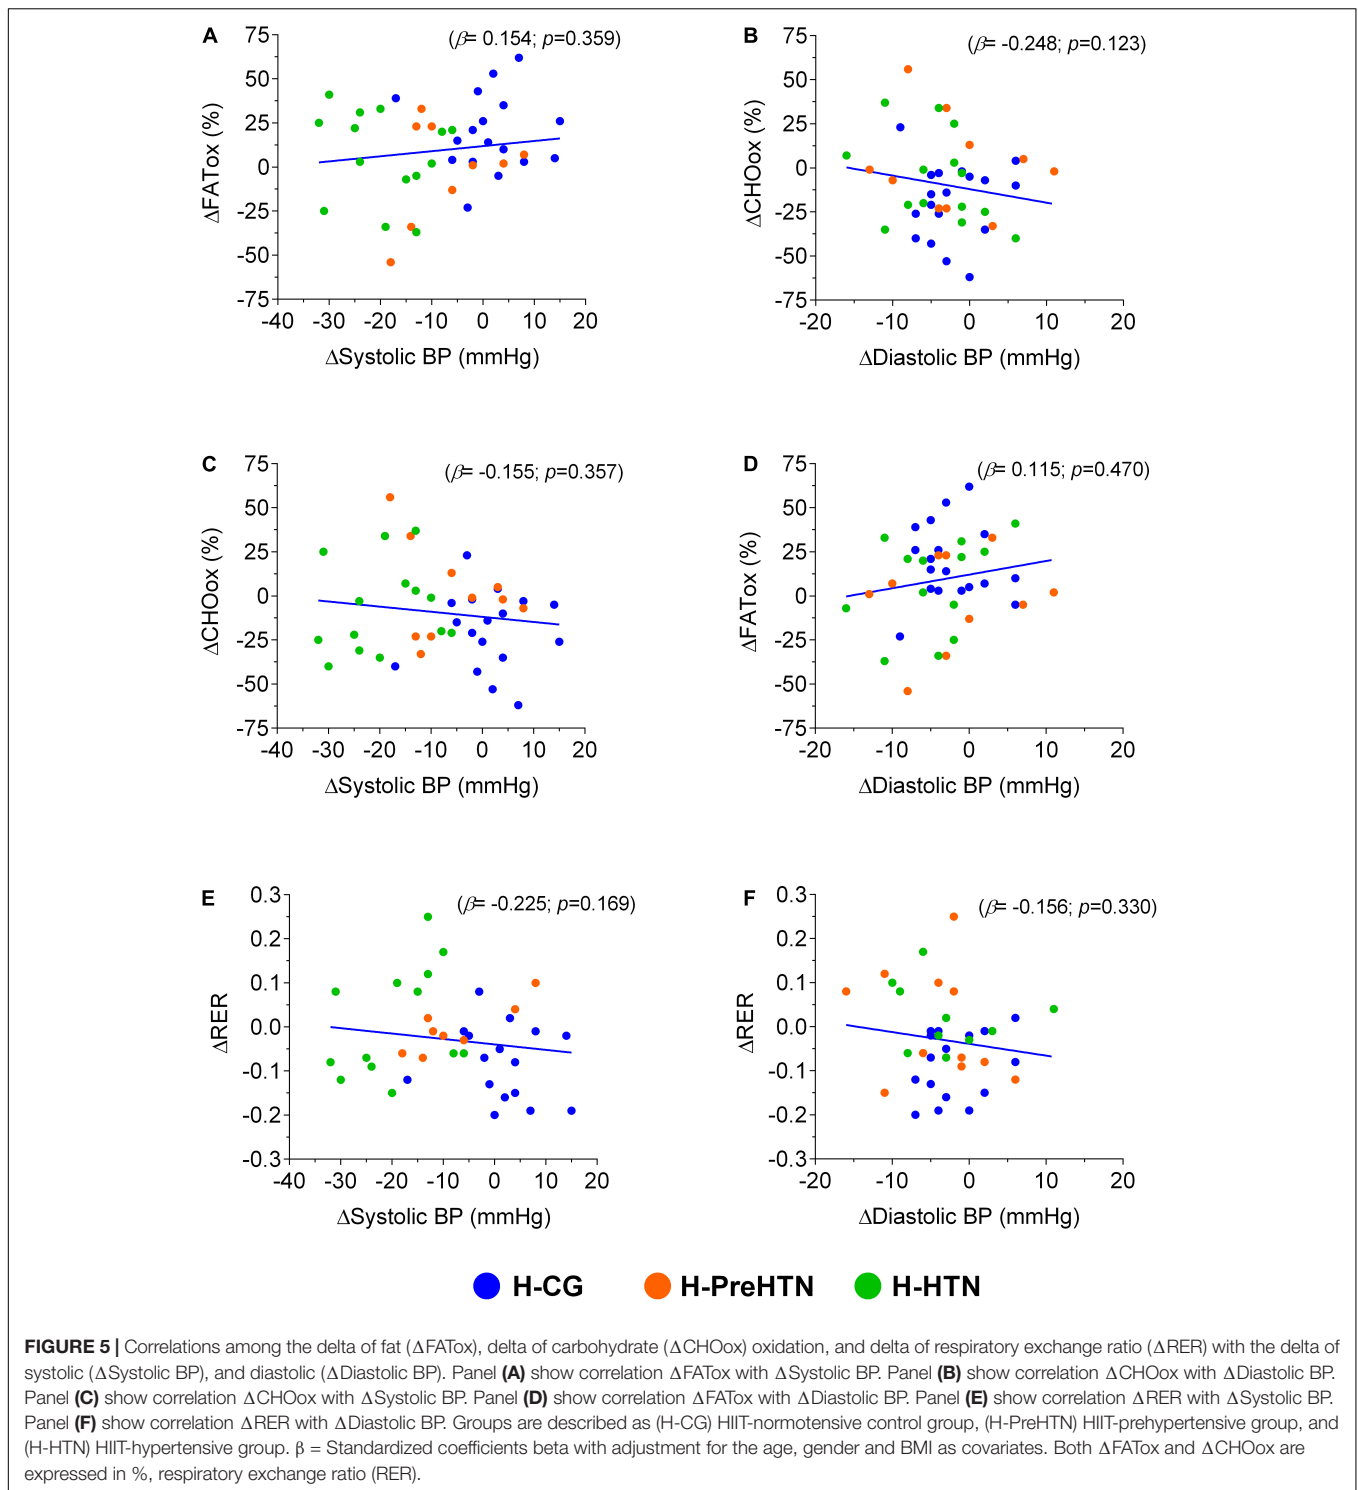 A
(β= 0.154; p=0.359)
75
50
25
0
-25
-50
-75
ΔFATox (%)
-40 -30 -20 -10 0 10 20
ΔSystolic BP (mmHg)
B
(β= -0.248; p=0.123)
75
50
25
0
-25
-50
-75
ΔCHOox (%)
-20 -10 0 10 20
ΔDiastolic BP (mmHg)
C
(β= -0.155; p=0.357)
75
50
25
0
-25
-50
-75
ΔCHOox (%)
-40 -30 -20 -10 0 10 20
ΔSystolic BP (mmHg)
D
(β= 0.115; p=0.470)
75
50
25
0
-25
-50
-75
ΔFATox (%)
-20 -10 0 10 20
ΔDiastolic BP (mmHg)
E
(β= -0.225; p=0.169)
0.3
0.2
0.1
0.0
-0.1
-0.2
-0.3
ΔRER
-40 -30 -20 -10 0 10 20
ΔSystolic BP (mmHg)
F
(β= -0.156; p=0.330)
0.3
0.2
0.1
0.0
-0.1
-0.2
-0.3
ΔRER
-20 -10 0 10 20
ΔDiastolic BP (mmHg)
H-CG H-PreHTN H-HTN
FIGURE 5 | Correlations among the delta of fat (ΔFATox), delta of carbohydrate (ΔCHOox) oxidation, and delta of respiratory exchange ratio (ΔRER) with the delta of
systolic (ΔSystolic BP), and diastolic (ΔDiastolic BP). Panel (A) show correlation ΔFATox with ΔSystolic BP. Panel (B) show correlation ΔCHOox with ΔDiastolic BP.
Panel (C) show correlation ΔCHOox with ΔSystolic BP. Panel (D) show correlation ΔFATox with ΔDiastolic BP. Panel (E) show correlation ΔRER with ΔSystolic BP.
Panel (F) show correlation ΔRER with ΔDiastolic BP. Groups are described as (H-CG) HIIT-normotensive control group, (H-PreHTN) HIIT-prehypertensive group, and
(H-HTN) HIIT-hypertensive group. β = Standardized coefficients beta with adjustment for the age, gender and BMI as covariates. Both ΔFATox and ΔCHOox are
expressed in %, respiratory exchange ratio (RER).